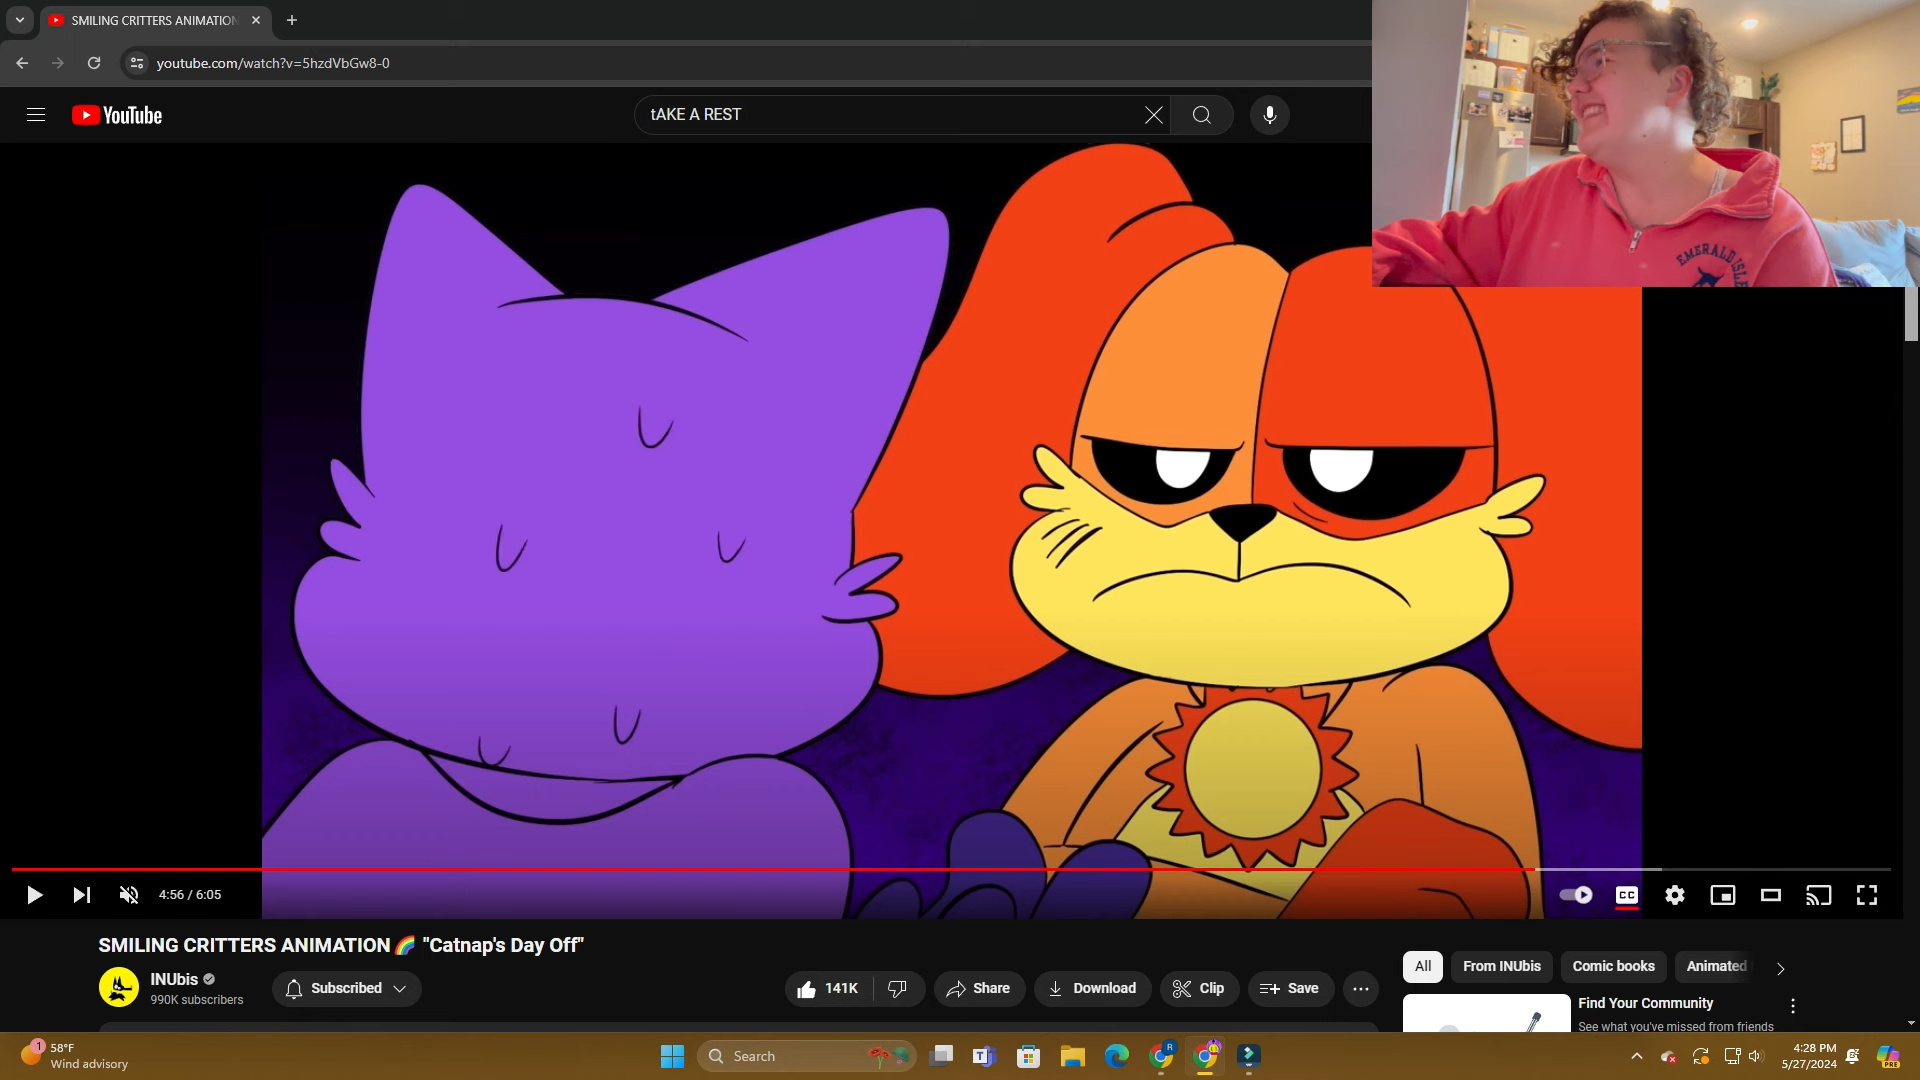 SMILING CRITTERS ANIMATION
youtube.com/watch?v=5hzdVbGw8-0
YouTube
tAKE A REST
EMERALD ISLE
4:56 / 6:05
CC
SMILING CRITTERS ANIMATION🌈 "Catnap's Day Off"
INUbis
990K subscribers
Subscribed
141K
Share
Download
Clip
Save
All
From INUbis
Comic books
Animated
Find Your Community
See what you've missed from friends
1
58°F
Wind advisory
Search
R
4:28 PM
5/27/2024
PRE